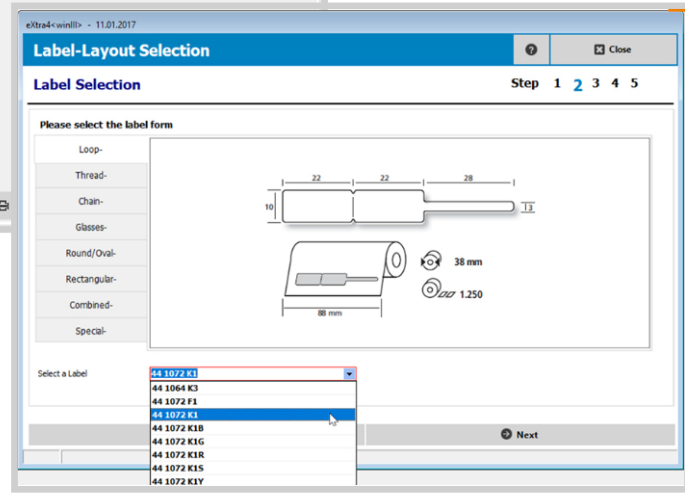 eXtra4<winIII> - 11.01.2017
Label-Layout Selection
Close
Label Selection
Step 1 2 3 4 5
Please select the label form
Loop-
Thread-
Chain-
Glasses-
Round/Oval-
Rectangular-
Combined-
Special-
22 22 28
10
13
38 mm
1.250
88 mm
Select a Label
44 1072 K1
44 1064 K3
44 1072 F1
44 1072 K1
44 1072 K1B
44 1072 K1G
44 1072 K1R
44 1072 K1S
44 1072 K1Y
Next